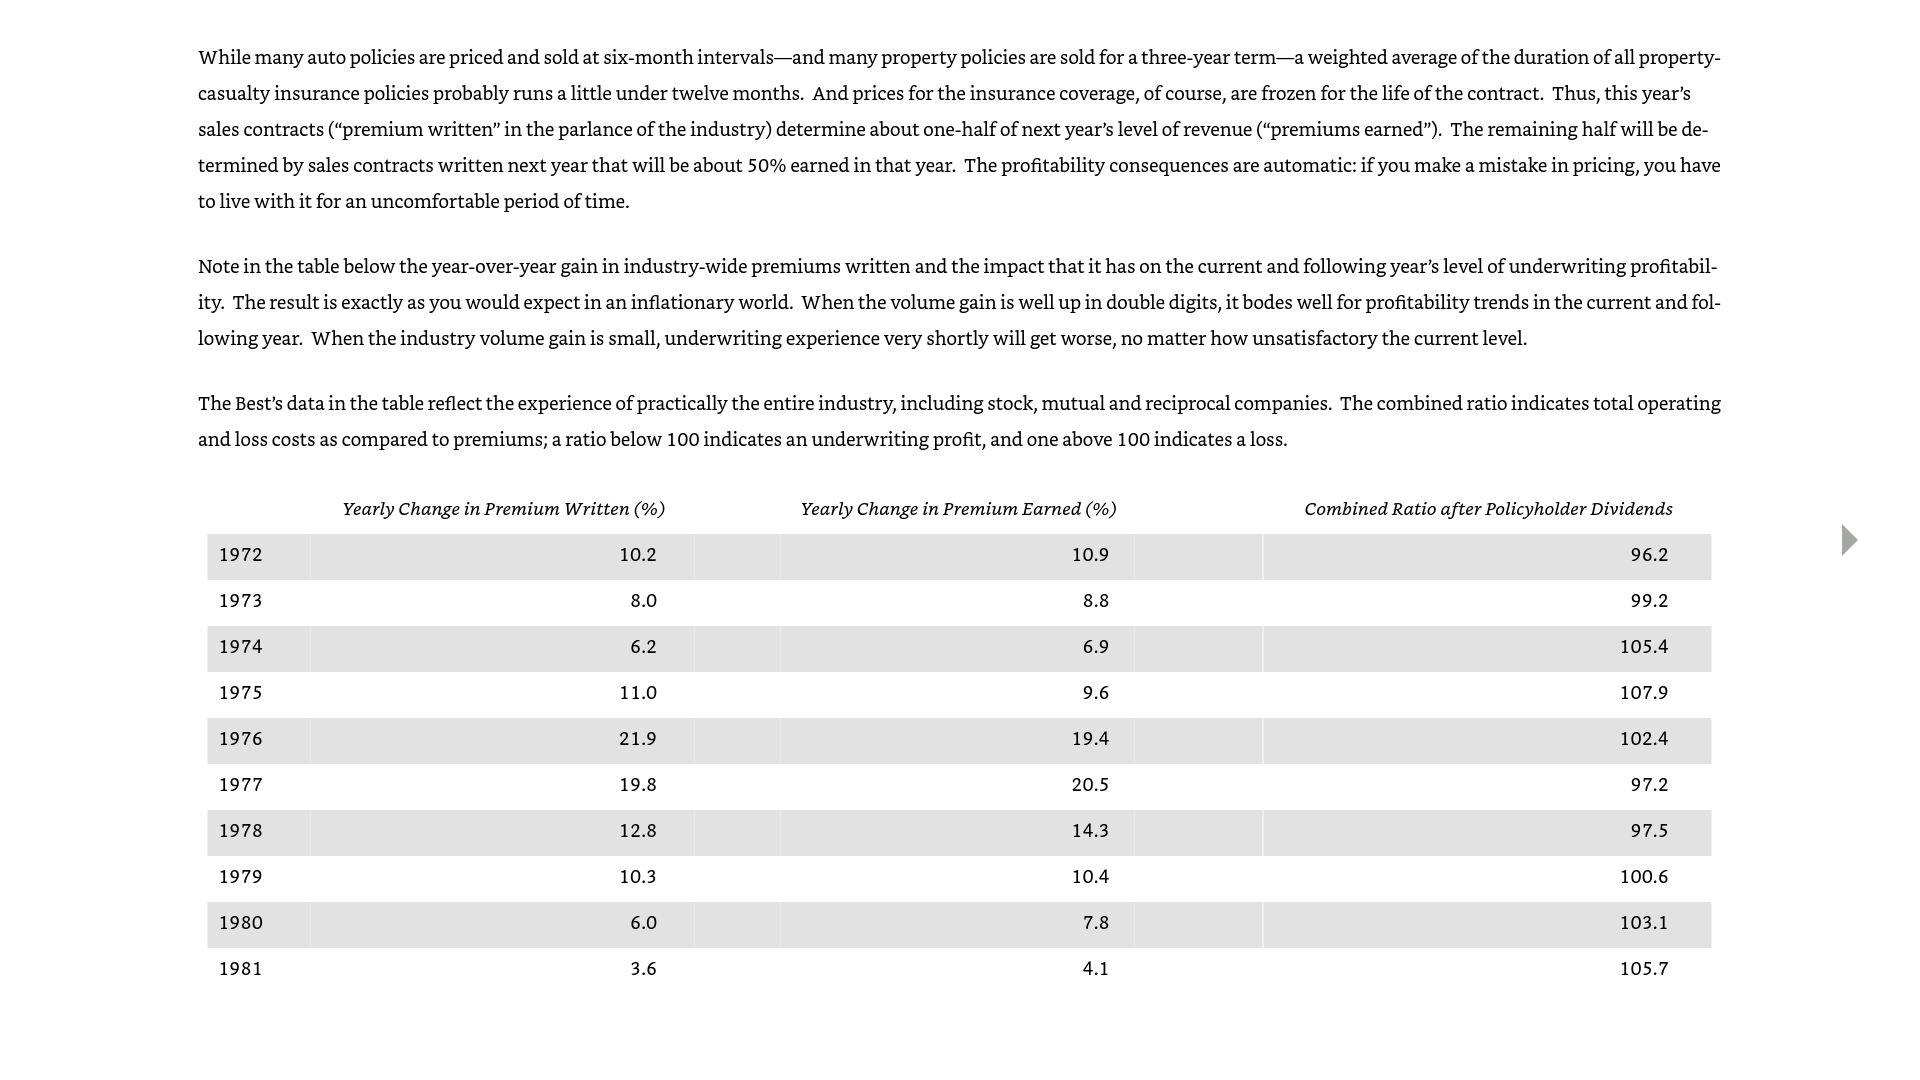 While many auto policies are priced and sold at six-month intervals—and many property policies are sold for a three-year term—a weighted average of the duration of all property-
casualty insurance policies probably runs a little under twelve months.  And prices for the insurance coverage, of course, are frozen for the life of the contract.  Thus, this year’s
sales contracts (“premium written” in the parlance of the industry) determine about one-half of next year’s level of revenue (“premiums earned”).  The remaining half will be de-
termined by sales contracts written next year that will be about 50% earned in that year.  The profitability consequences are automatic: if you make a mistake in pricing, you have
to live with it for an uncomfortable period of time.
Note in the table below the year-over-year gain in industry-wide premiums written and the impact that it has on the current and following year’s level of underwriting profitabil-
ity.  The result is exactly as you would expect in an inflationary world.  When the volume gain is well up in double digits, it bodes well for profitability trends in the current and fol-
lowing year.  When the industry volume gain is small, underwriting experience very shortly will get worse, no matter how unsatisfactory the current level.
The Best’s data in the table reflect the experience of practically the entire industry, including stock, mutual and reciprocal companies.  The combined ratio indicates total operating
and loss costs as compared to premiums; a ratio below 100 indicates an underwriting profit, and one above 100 indicates a loss.
Yearly Change in Premium Written (%) Yearly Change in Premium Earned (%) Combined Ratio after Policyholder Dividends
1972 10.2 10.9 96.2
1973 8.0 8.8 99.2
1974 6.2 6.9 105.4
1975 11.0 9.6 107.9
1976 21.9 19.4 102.4
1977 19.8 20.5 97.2
1978 12.8 14.3 97.5
1979 10.3 10.4 100.6
1980 6.0 7.8 103.1
1981 3.6 4.1 105.7